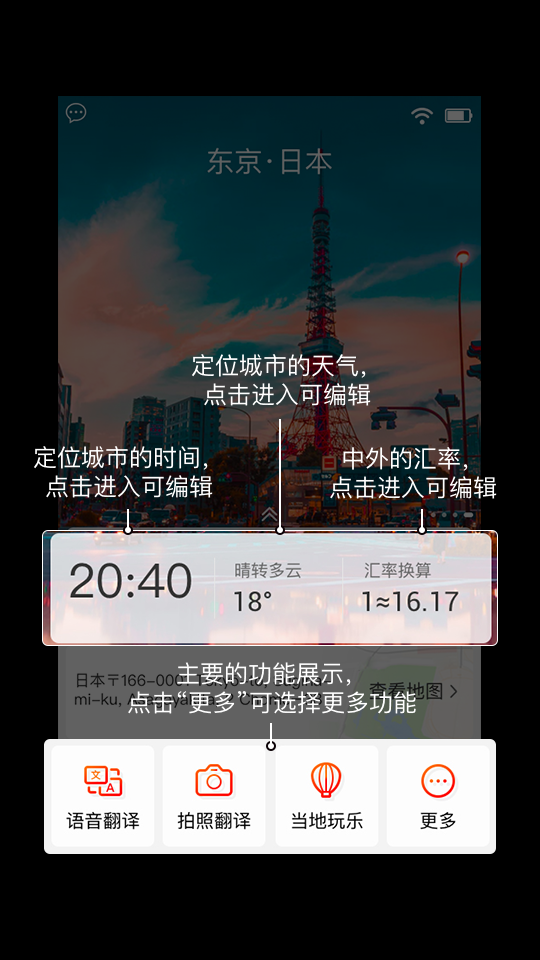 东京·日本
定位城市的天气，
点击进入可编辑
定位城市的时间，
点击进入可编辑
中外的汇率，
点击进入可编辑
20:40
晴转多云
18°
汇率换算
1≈16.17
日本〒166-000
mi-ku,
主要的功能展示，
点击“更多”可选择更多功能
查看地图 >
语音翻译
拍照翻译
当地玩乐
更多